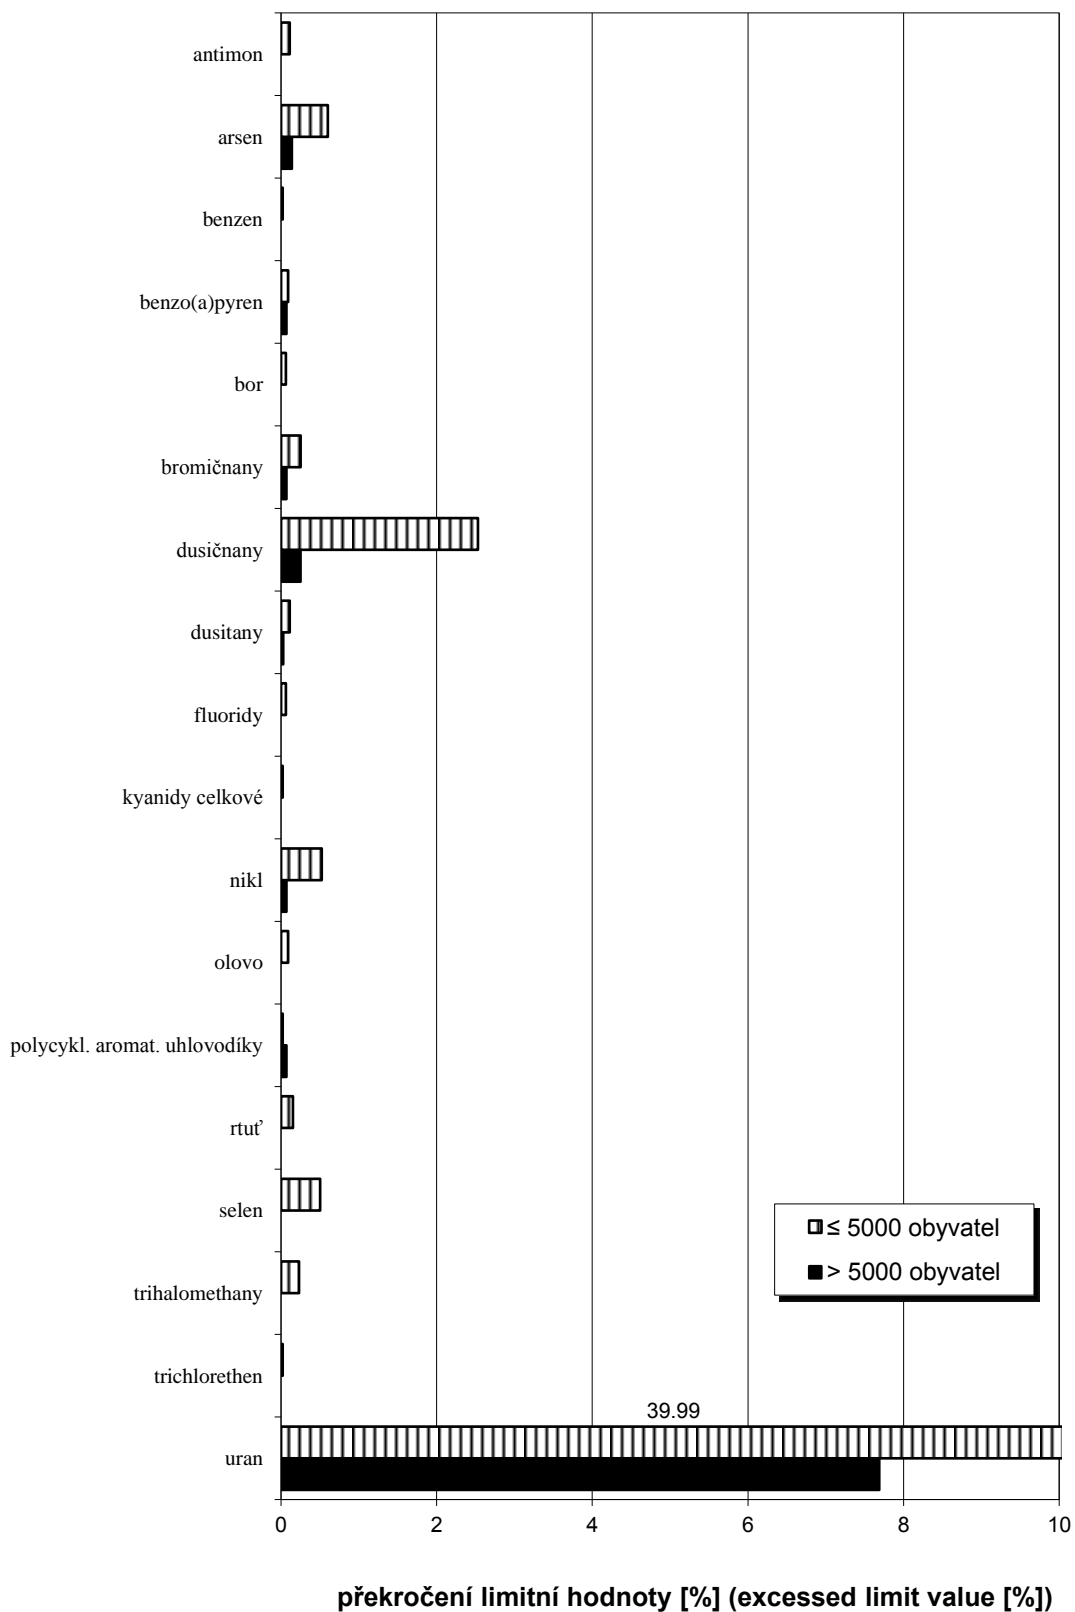 antimon
arsen
benzen
benzo(a)pyren
bor
bromičnany
dusičnany
dusitany
fluoridy
kyanidy celkové
nikl
olovo
polycykl. aromat. uhlovodíky
rtuť
selen
≤ 5000 obyvatel
> 5000 obyvatel
trihalomethany
trichlorethen
39.99
uran
0 2 4 6 8 10
překročení limitní hodnoty [%] (excessed limit value [%])